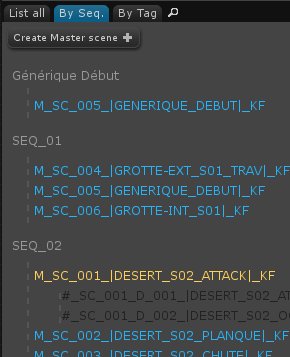 List all By Seq. By Tag
Create Master scene
Générique Début
M_SC_005_|GENERIQUE_DEBUT|_KF
SEQ_01
M_SC_004_|GROTTE-EXT_S01_TRAV|_KF
M_SC_005_|GENERIQUE_DEBUT|_KF
M_SC_006_|GROTTE-INT_S01|_KF
SEQ_02
M_SC_001_|DESERT_S02_ATTACK|_KF
#_SC_001_D_001_|DESERT_S02_AT
#_SC_001_D_002_|DESERT_S02_O
M_SC_002_|DESERT_S02_PLANQUE|_KF
M_SC_003_|DESERT_S02_CHUTE|_KF